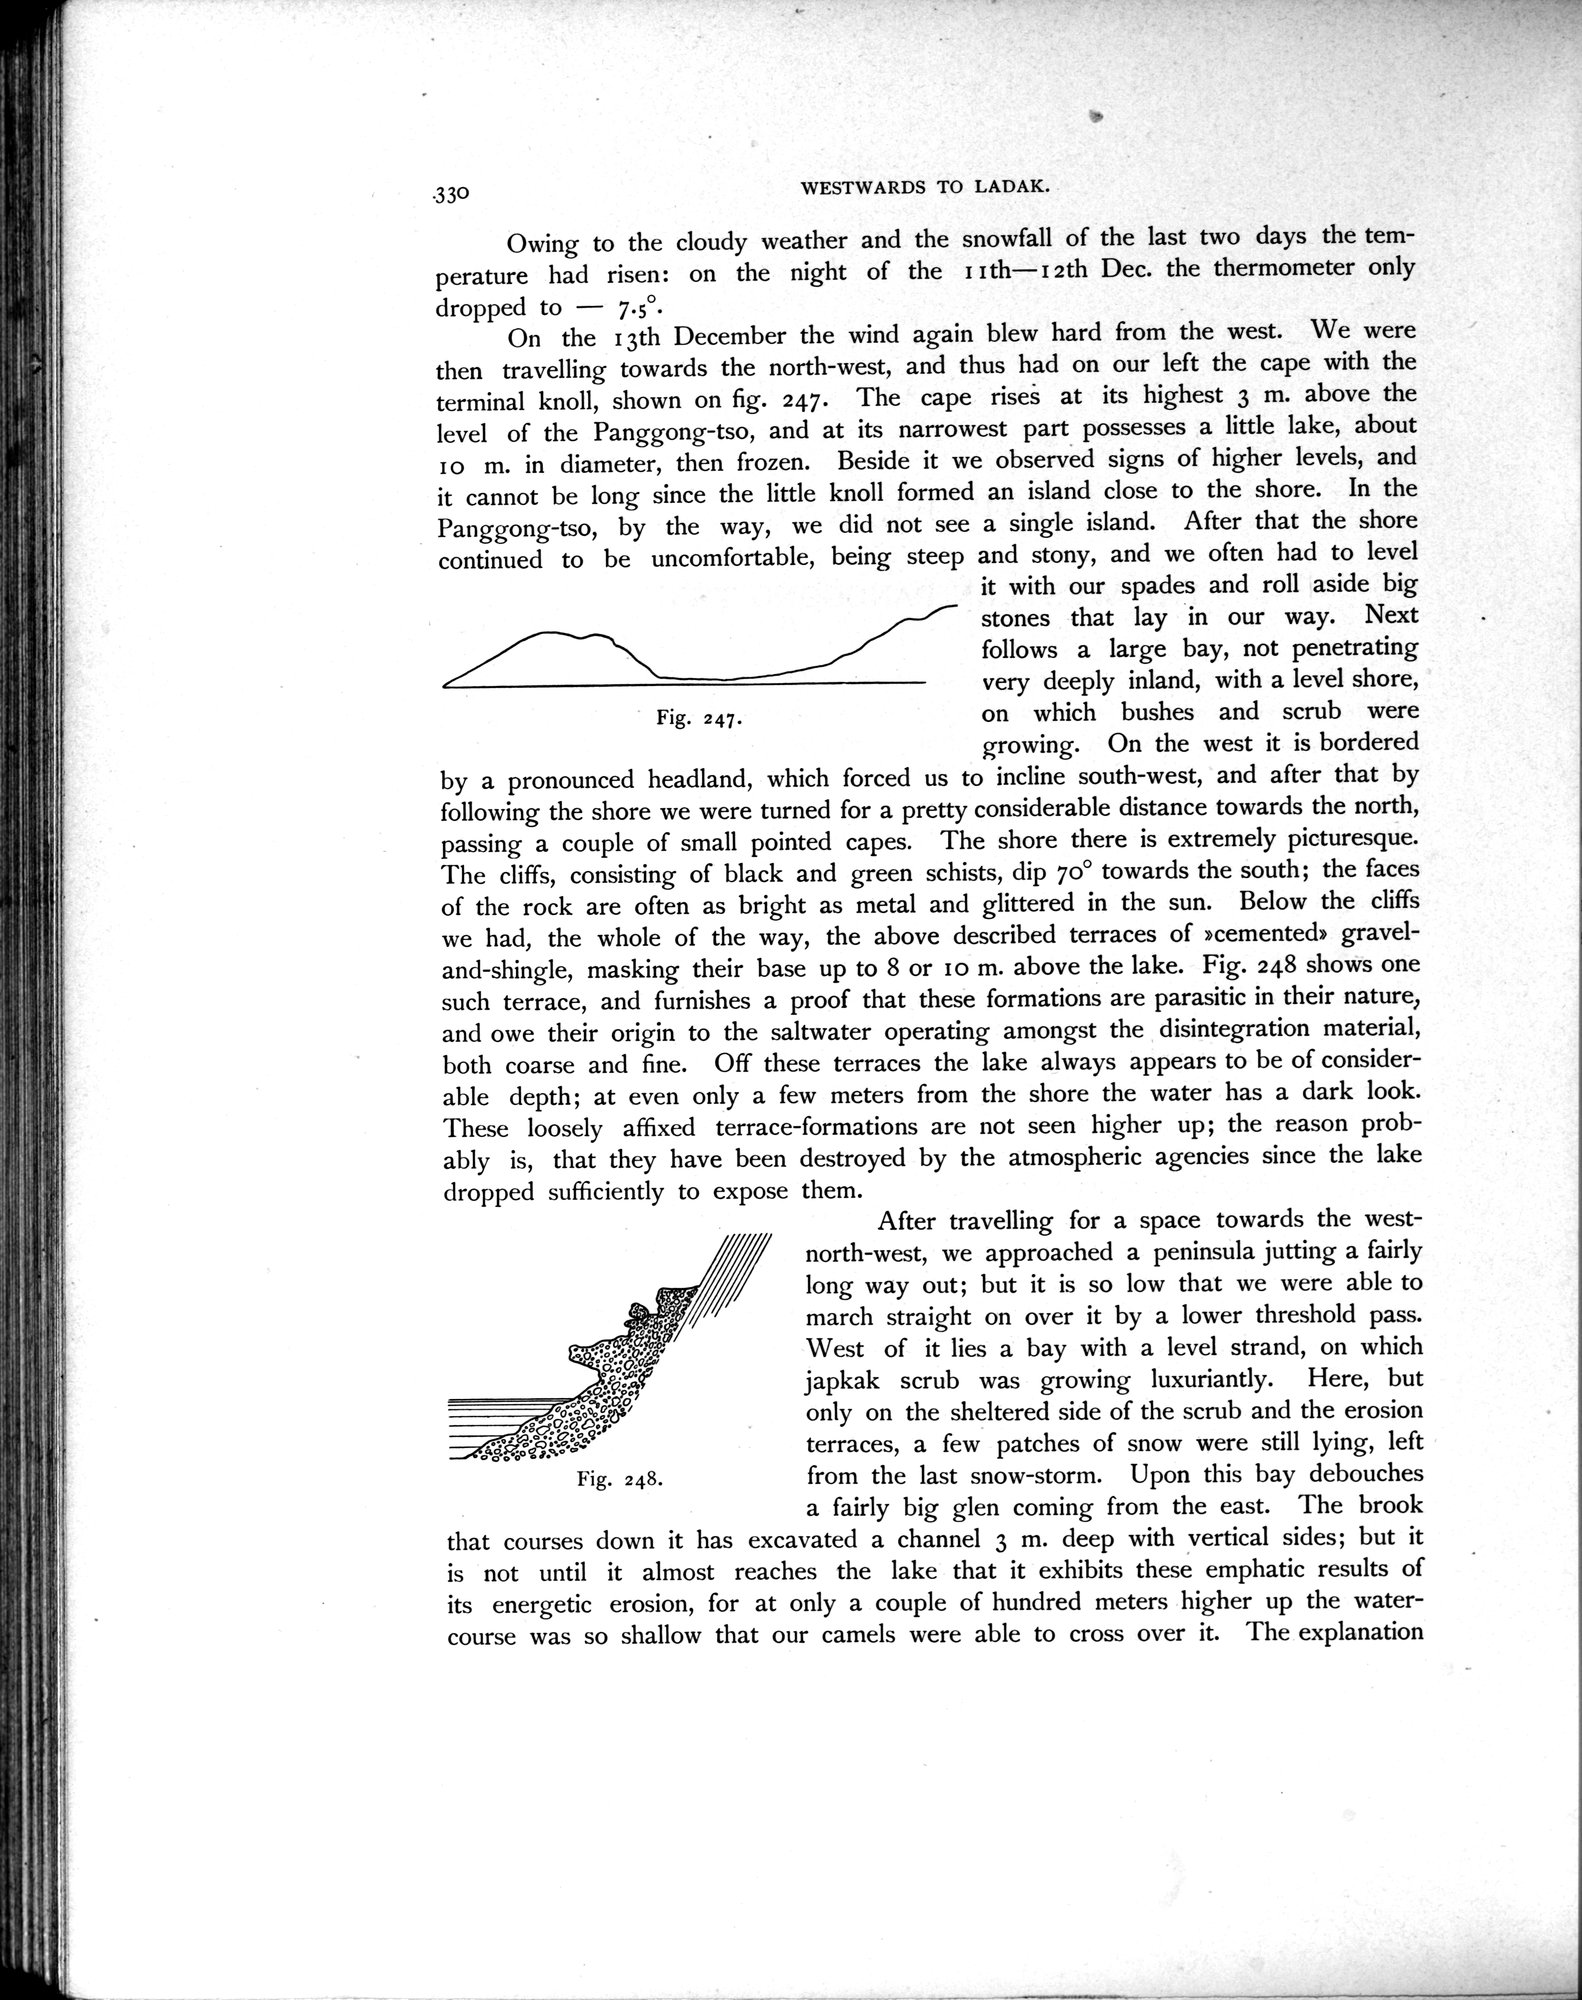 330
WESTWARDS TO LADAK.
Owing to the cloudy weather and the snowfall of the last two days the tem-
perature had risen: on the night of the 11th—12th Dec. the thermometer only
dropped to — 7.5°.
On the 13th December the wind again blew hard from the west. We were
then travelling towards the north-west, and thus had on our left the cape with the
terminal knoll, shown on fig. 247. The cape rises at its highest 3 m. above the
level of the Panggong-tso, and at its narrowest part possesses a little lake, about
10 m. in diameter, then frozen. Beside it we observed signs of higher levels, and
it cannot be long since the little knoll formed an island close to the shore. In the
Panggong-tso, by the way, we did not see a single island. After that the shore
continued to be uncomfortable, being steep and stony, and we often had to level
it with our spades and roll aside big
stones that lay in our way. Next
follows a large bay, not penetrating
very deeply inland, with a level shore,
on which bushes and scrub were
growing. On the west it is bordered
Fig. 247.
by a pronounced headland, which forced us to incline south-west, and after that by
following the shore we were turned for a pretty considerable distance towards the north,
passing a couple of small pointed capes. The shore there is extremely picturesque.
The cliffs, consisting of black and green schists, dip 70° towards the south; the faces
of the rock are often as bright as metal and glittered in the sun. Below the cliffs
we had, the whole of the way, the above described terraces of »cemented» gravel-
and-shingle, masking their base up to 8 or 10 m. above the lake. Fig. 248 shows one
such terrace, and furnishes a proof that these formations are parasitic in their nature,
and owe their origin to the saltwater operating amongst the disintegration material,
both coarse and fine. Off these terraces the lake always appears to be of consider-
able depth; at even only a few meters from the shore the water has a dark look.
These loosely affixed terrace-formations are not seen higher up; the reason prob-
ably is, that they have been destroyed by the atmospheric agencies since the lake
dropped sufficiently to expose them.
After travelling for a space towards the west-
north-west, we approached a peninsula jutting a fairly
long way out; but it is so low that we were able to
march straight on over it by a lower threshold pass.
West of it lies a bay with a level strand, on which
japkak scrub was growing luxuriantly. Here, but
only on the sheltered side of the scrub and the erosion
terraces, a few patches of snow were still lying, left
from the last snow-storm. Upon this bay debouches
a fairly big glen coming from the east. The brook
Fig. 248.
that courses down it has excavated a channel 3 m. deep with vertical sides; but it
is not until it almost reaches the lake that it exhibits these emphatic results of
its energetic erosion, for at only a couple of hundred meters higher up the water-
course was so shallow that our camels were able to cross over it. The explanation